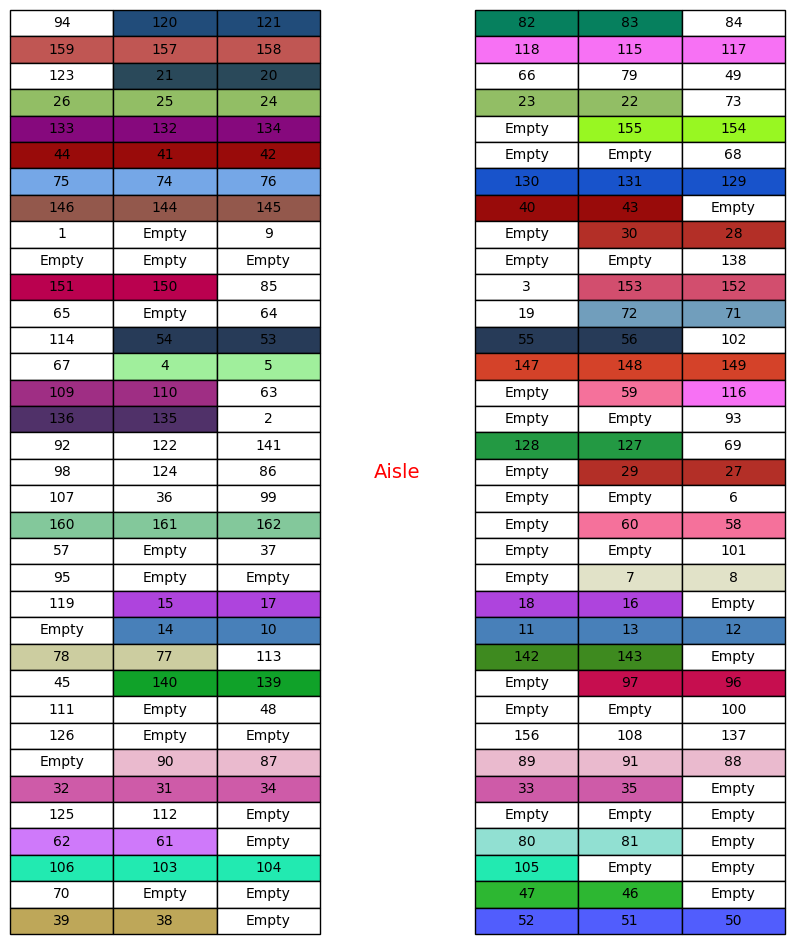 94 120 121 82 83 84
159 157 158 118 115 117
123 21 20 66 79 49
26 25 24 23 22 73
133 132 134 Empty 155 154
44 41 42 Empty Empty 68
75 74 76 130 131 129
146 144 145 40 43 Empty
1 Empty 9 Empty 30 28
Empty Empty Empty Empty Empty 138
151 150 85 3 153 152
65 Empty 64 19 72 71
114 54 53 55 56 102
67 4 5 147 148 149
109 110 63 Empty 59 116
136 135 2 Empty Empty 93
92 122 141 128 127 69
98 124 86 Aisle Empty 29 27
107 36 99 Empty Empty 6
160 161 162 Empty 60 58
57 Empty 37 Empty Empty 101
95 Empty Empty Empty 7 8
119 15 17 18 16 Empty
Empty 14 10 11 13 12
78 77 113 142 143 Empty
45 140 139 Empty 97 96
111 Empty 48 Empty Empty 100
126 Empty Empty 156 108 137
Empty 90 87 89 91 88
32 31 34 33 35 Empty
125 112 Empty Empty Empty Empty
62 61 Empty 80 81 Empty
106 103 104 105 Empty Empty
70 Empty Empty 47 46 Empty
39 38 Empty 52 51 50